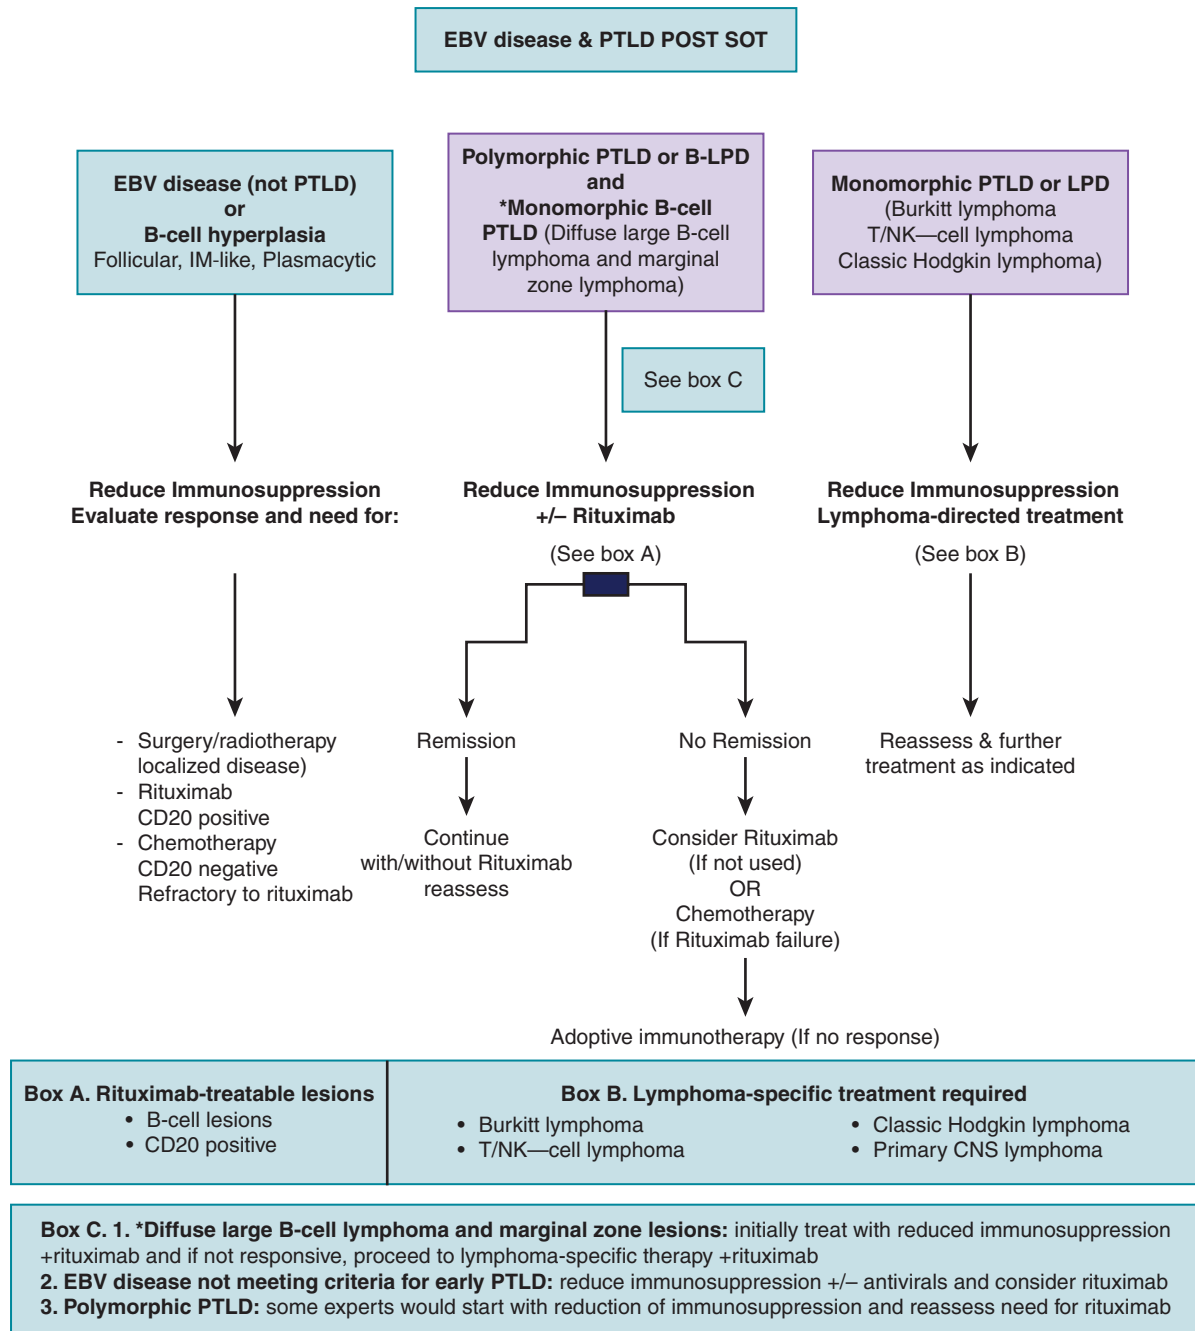 EBV disease & PTLD POST SOT
EBV disease (not PTLD)
or
B-cell hyperplasia
Follicular, IM-like, Plasmacytic
Polymorphic PTLD or B-LPD
and
*Monomorphic B-cell
PTLD (Diffuse large B-cell
lymphoma and marginal
zone lymphoma)
Monomorphic PTLD or LPD
(Burkitt lymphoma
T/NK—cell lymphoma
Classic Hodgkin lymphoma)
See box C
Reduce Immunosuppression
Evaluate response and need for:
Reduce Immunosuppression
+/– Rituximab
(See box A)
Reduce Immunosuppression
Lymphoma-directed treatment
(See box B)
- Surgery/radiotherapy
localized disease)
- Rituximab
CD20 positive
- Chemotherapy
CD20 negative
Refractory to rituximab
Remission
Continue
with/without Rituximab
reassess
No Remission
Consider Rituximab
(If not used)
OR
Chemotherapy
(If Rituximab failure)
Adoptive immunotherapy (If no response)
Reassess & further
treatment as indicated
Box A. Rituximab-treatable lesions
• B-cell lesions
• CD20 positive
Box B. Lymphoma-specific treatment required
• Burkitt lymphoma
• T/NK—cell lymphoma
• Classic Hodgkin lymphoma
• Primary CNS lymphoma
Box C. 1. *Diffuse large B-cell lymphoma and marginal zone lesions: initially treat with reduced immunosuppression
+rituximab and if not responsive, proceed to lymphoma-specific therapy +rituximab
2. EBV disease not meeting criteria for early PTLD: reduce immunosuppression +/– antivirals and consider rituximab
3. Polymorphic PTLD: some experts would start with reduction of immunosuppression and reassess need for rituximab